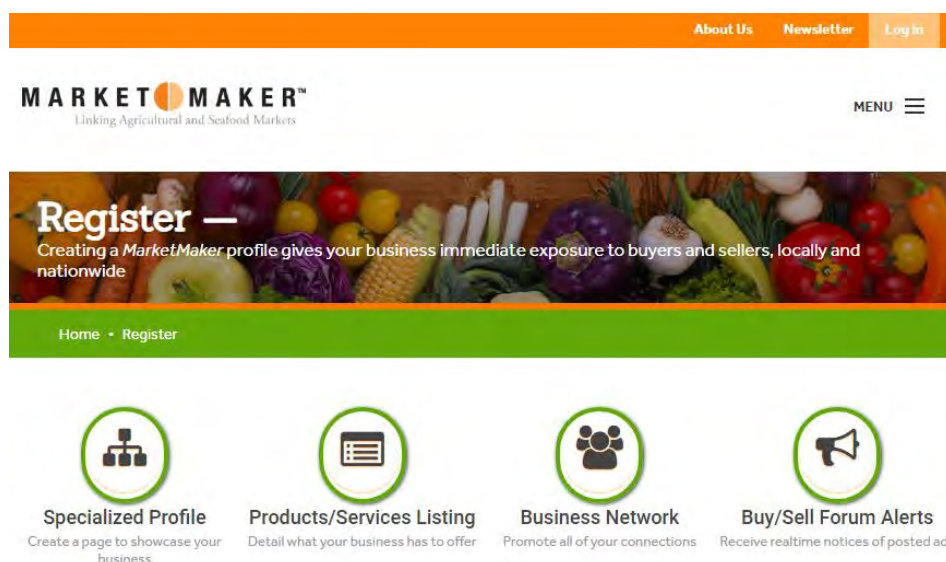 About Us Newsletter Log In
MARKET MAKER™
Linking Agricultural and Seafood Markets
MENU
Register —
Creating a MarketMaker profile gives your business immediate exposure to buyers and sellers, locally and
nationwide
Home • Register
Specialized Profile Products/Services Listing Business Network Buy/Sell Forum Alerts
Create a page to showcase your Detail what your business has to offer Promote all of your connections Receive realtime notices of posted
business